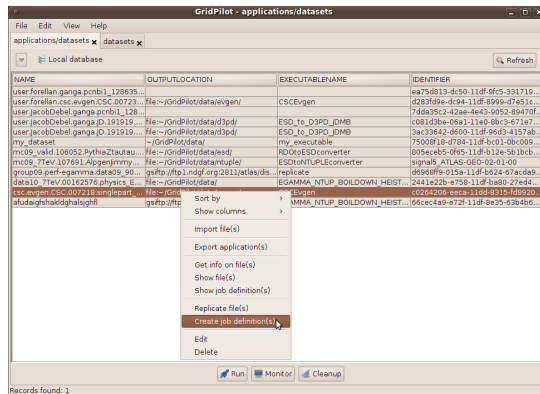 GridPilot - applications/datasets
File Edit View Help
applications/datasets x datasets x
Local database Refresh
NAME OUTPUTLOCATION EXECUTABLENAME IDENTIFIER
user.forellan.ganga.pcnbi1_128635... ea75d813-dc50-11df-9fc5-331719...
user.forellan.csc.evgen.CSC.00723... file:~/GridPilot/data/evgen/ CSCEvgen d283fd9e-dc94-11df-8999-d7e51c...
user.forellan.ganga.pcnbi1_128... 7dda35c2-42ae-4e43-9052-89470f...
user.JacobDebel.ganga.JD.191919.... file:~/GridPilot/data/d3pd/ ESD_to_D3PD_JDMB c081d3be-06a1-11e0-8bc3-671e7...
user.JacobDebel.ganga.JD.191919.... file:~/GridPilot/data/d3pd/ ESD_to_D3PD_JDMB 3ac33642-d600-11df-96d3-4157ab...
my_dataset ~/GridPilot/data/ my_executable 75008f18-d784-11df-bc01-0bc009...
mc09_valid.106052.PythiaZtautau... file:~/GridPilot/data/esd/ RDOtoESDconverter 805eceb5-0f65-11df-b12e-5b1bcb...
mc09_7TeV.107691.AlpgenJimmy... file:~/GridPilot/data/ntuple/ ESDtoNTUPLEconverter signal5_ATLAS-GEO-02-01-00
group09.perf-egamma.data09_90... gsiftp://ftp1.ndgf.org:2811/atlas/dis... replicate d6968ff9-015a-11df-b624-67acda9...
data10_7TeV.00162576.physics_E... file:~/GridPilot/data/ EGAMMA_NTUP_BOILDOWN_HEIST... 2441e22b-e758-11df-ba80-27ed4...
csc.evgen.CSC.007218.singlepart_... file:~/GridPilot/data/evgen/ CSCEvgen c0264206-eeca-11dd-8315-fd8920...
afudaigfshakldghalsjghfl gsiftp://ft MMA_NTUP_BOILDOWN_HEIST... 66cec4a9-e72f-11df-8e35-63b4b6...
Sort by
Show columns
Import file(s)
Export application(s)
Get info on file(s)
Show file(s)
Show job definition(s)
Replicate file(s)
Create job definition(s)
Edit
Delete
Run Monitor Cleanup
Records found: 1